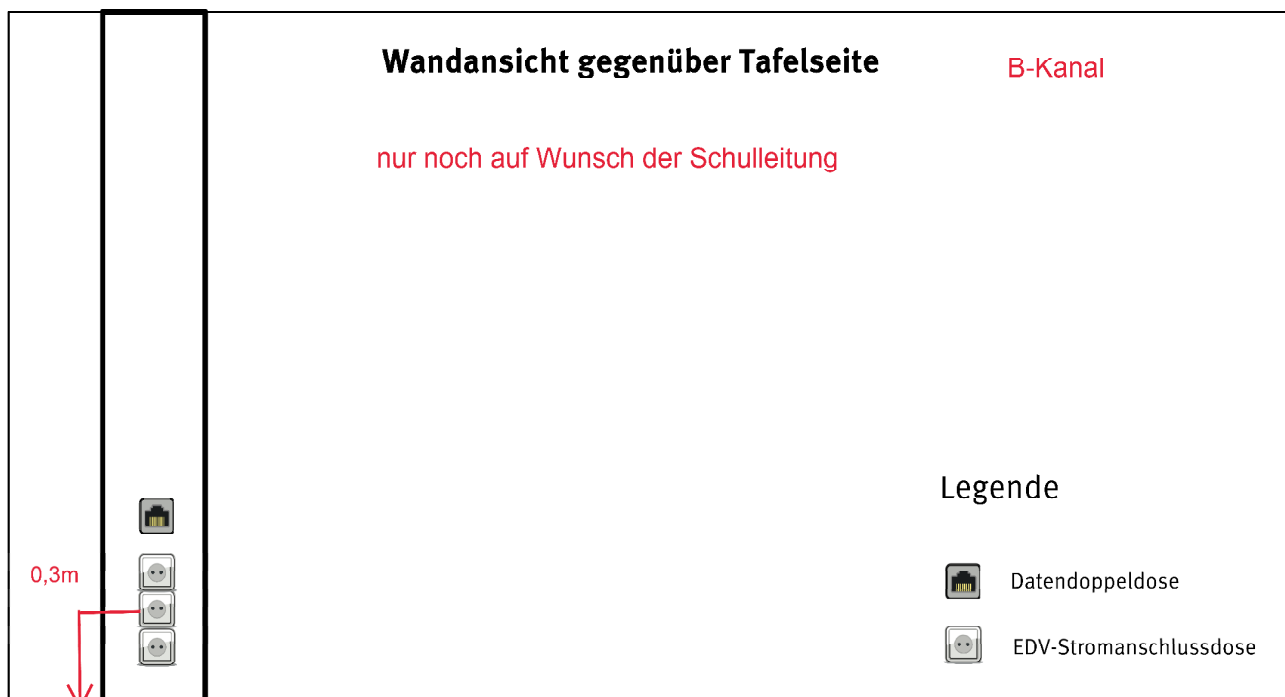 Wandansicht gegenüber Tafelseite
B-Kanal
nur noch auf Wunsch der Schulleitung
Legende
0,3m
Datendoppeldose
EDV-Stromanschlussdose